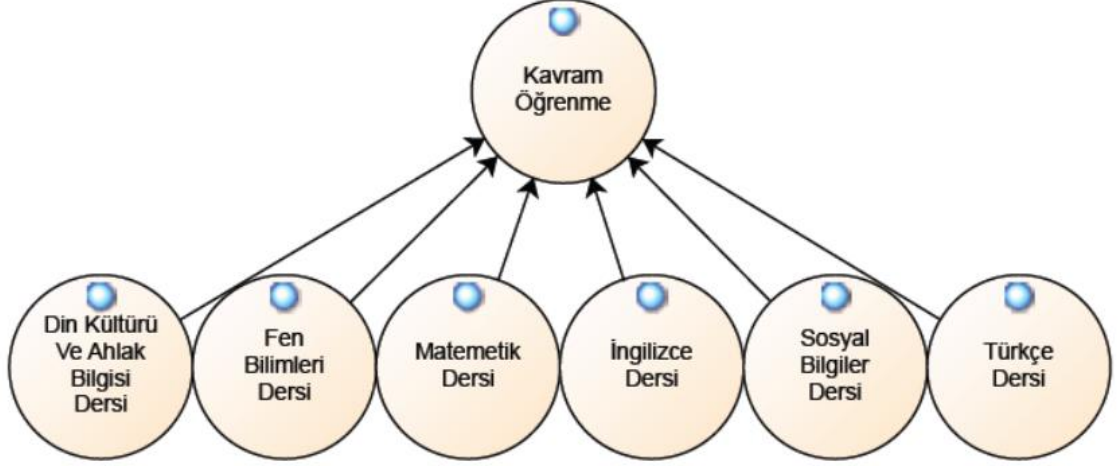 Kavram
Öğrenme
Din Kültürü
Ve Ahlak
Bilgisi
Dersi
Fen
Bilimleri
Dersi
Matemetik
Dersi
İngilizce
Dersi
Sosyal
Bilgiler
Dersi
Türkçe
Dersi